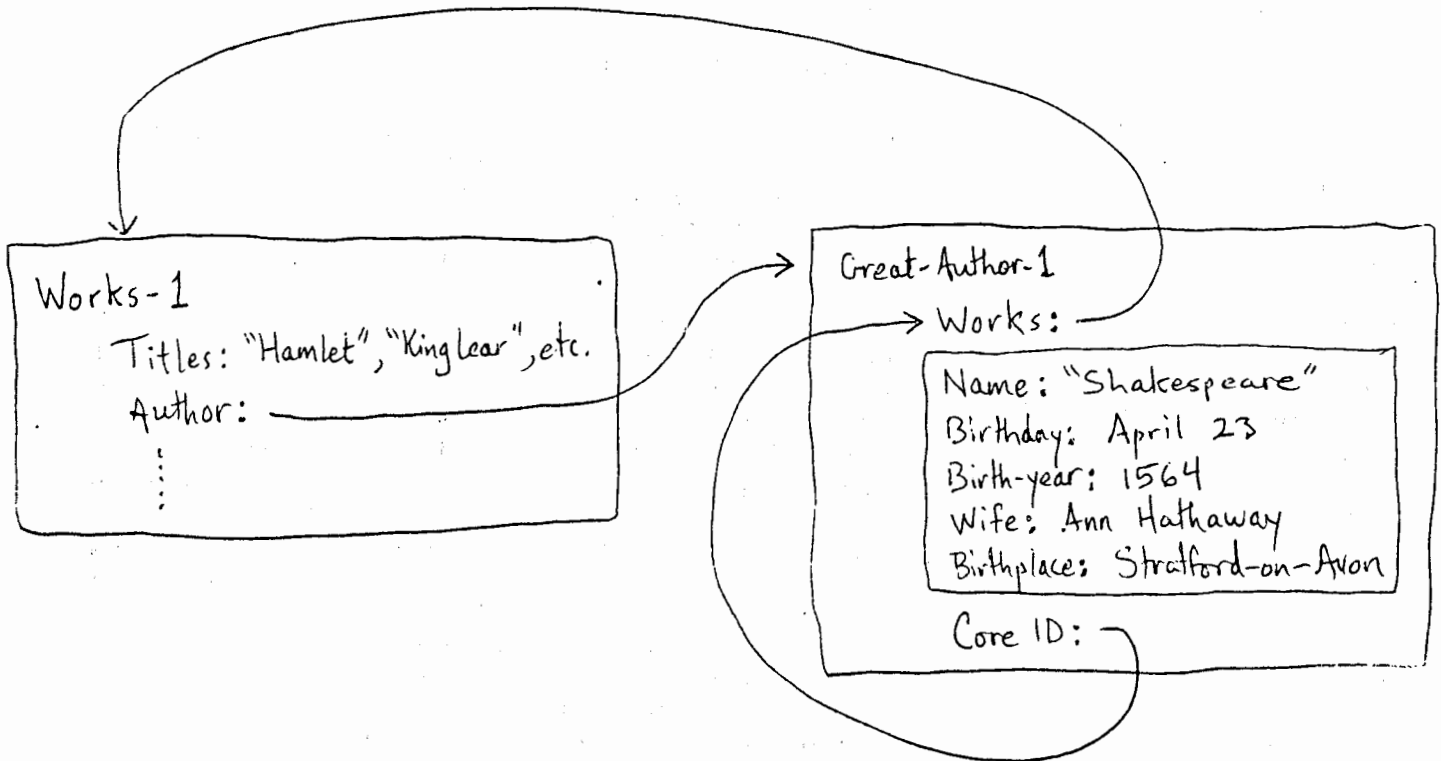 Works-1
Titles: "Hamlet", "King Lear", etc.
Author:
Great-Author-1
Works:
Name: "Shakespeare"
Birthday: April 23
Birth-year: 1564
Wife: Ann Hathaway
Birthplace: Stratford-on-Avon
Core ID: